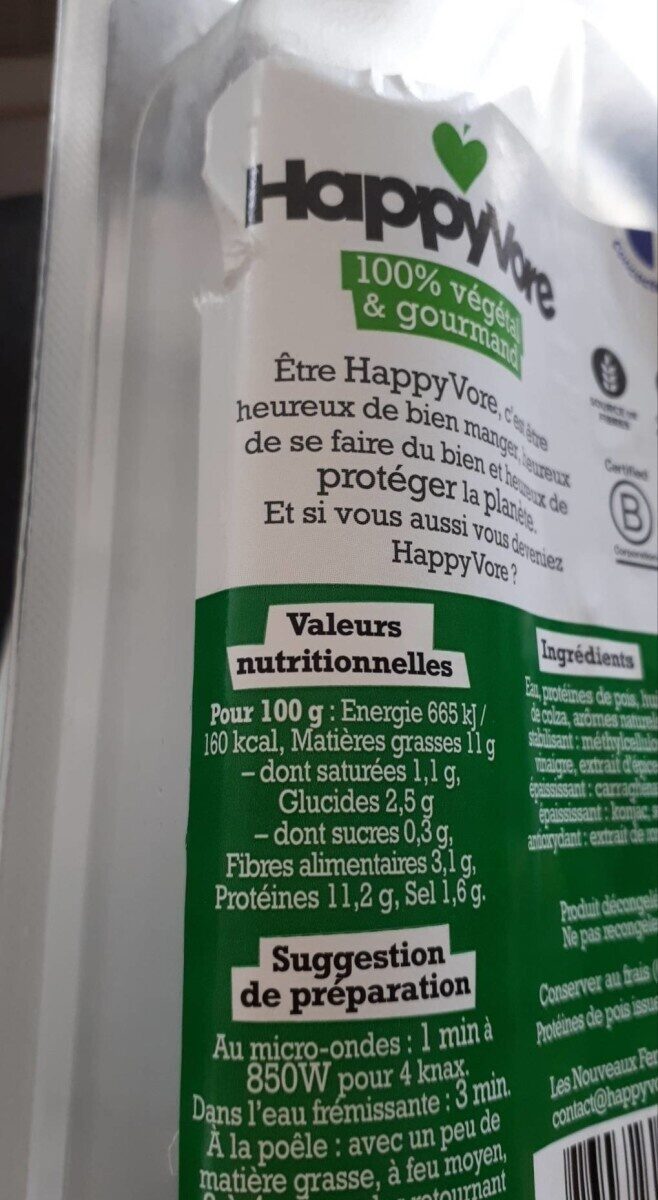 HappyVore
100% végétal
& gourmand
Être HappyVore, c'est être
heureux de bien manger, heureux
de se faire du bien et heureux de
protéger la planète.
Et si vous aussi vous deveniez
HappyVore ?
Certified
B
Valeurs
nutritionnelles
Pour 100 g : Energie 665 kJ /
160 kcal, Matières grasses 11 g
– dont saturées 1,1 g,
Glucides 2,5 g
– dont sucres 0,3 g,
Fibres alimentaires 3,1 g,
Protéines 11,2 g, Sel 1,6 g.
Suggestion
de préparation
Au micro-ondes : 1 min à
850W pour 4 knax.
Dans l'eau frémissante : 3 min.
À la poêle : avec un peu de
matière grasse, à feu moyen,
Ingrédients
Eau, protéines de pois,
de colza, arômes
stabilisant :
vinaigre, extrait
épaississant :
épaississant : konjac,
antioxydant : extrait de
Produit
Ne pas
Conserver au frais
Protéines de pois
Les Nouveaux